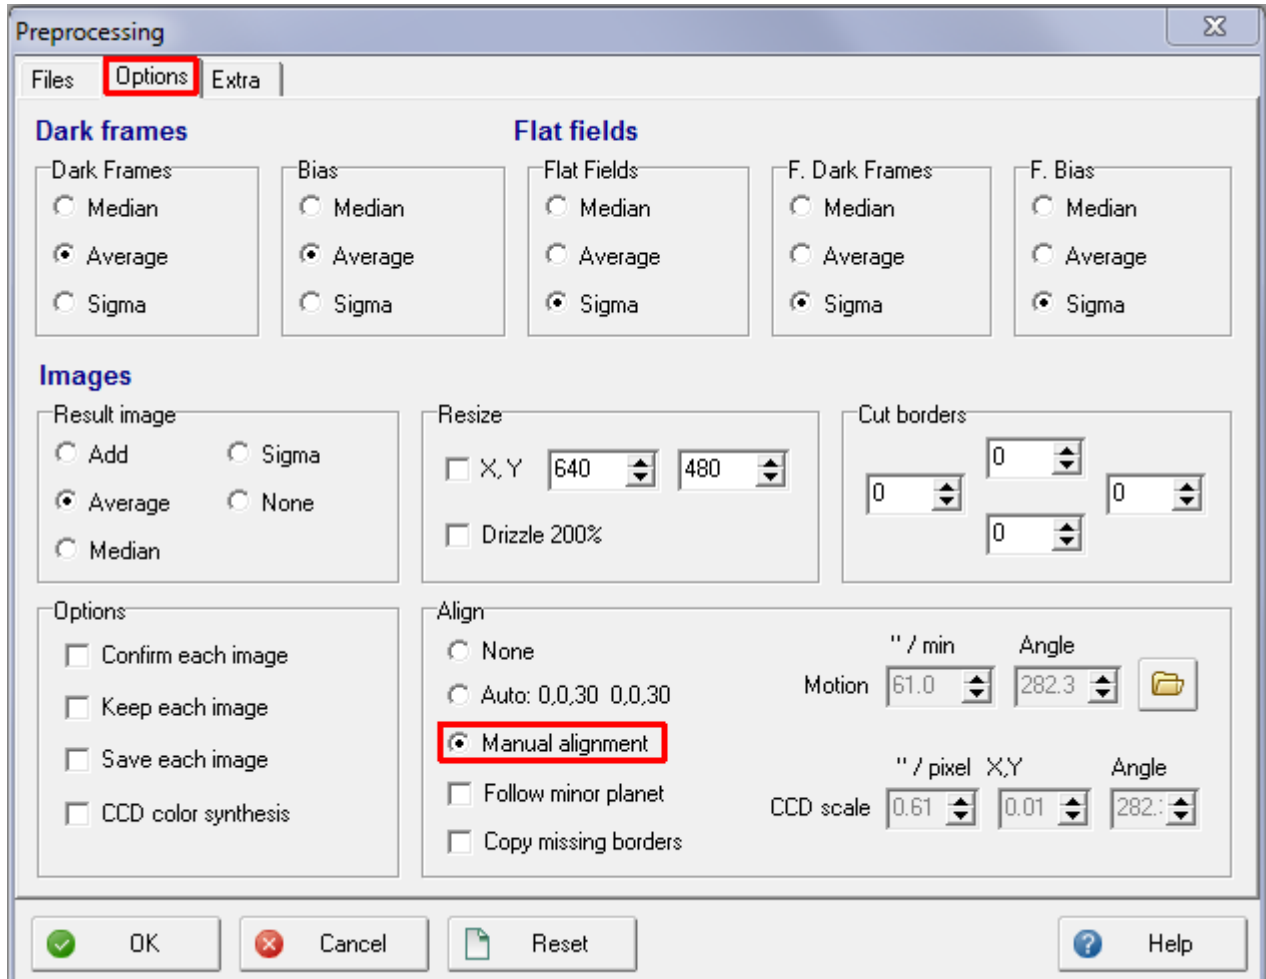 Preprocessing
Files Options Extra
Dark frames Flat fields
Dark Frames Bias Flat Fields F. Dark Frames F. Bias
Median Median Median Median Median
Average Average Average Average Average
Sigma Sigma Sigma Sigma Sigma
Images
Result image Resize Cut borders
Add Sigma X, Y 640 480 0
Average None 0 0
Median Drizzle 200% 0
Options Align
Confirm each image None " / min Angle
Keep each image Auto: 0,0,30 0,0,30 Motion 61.0 282.3
Save each image Manual alignment " / pixel X,Y Angle
CCD color synthesis Follow minor planet CCD scale 0.61 0.01 282.
Copy missing borders
OK Cancel Reset Help